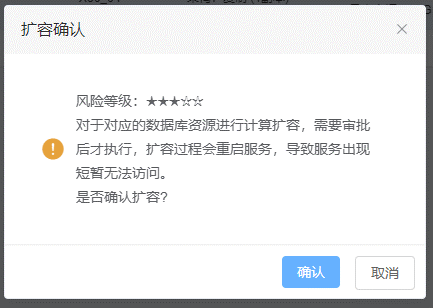 扩容确认
风险等级：★★★☆☆
对于对应的数据库资源进行计算扩容，需要审批
后才执行，扩容过程会重启服务，导致服务出现
短暂无法访问。
是否确认扩容？
确认
取消